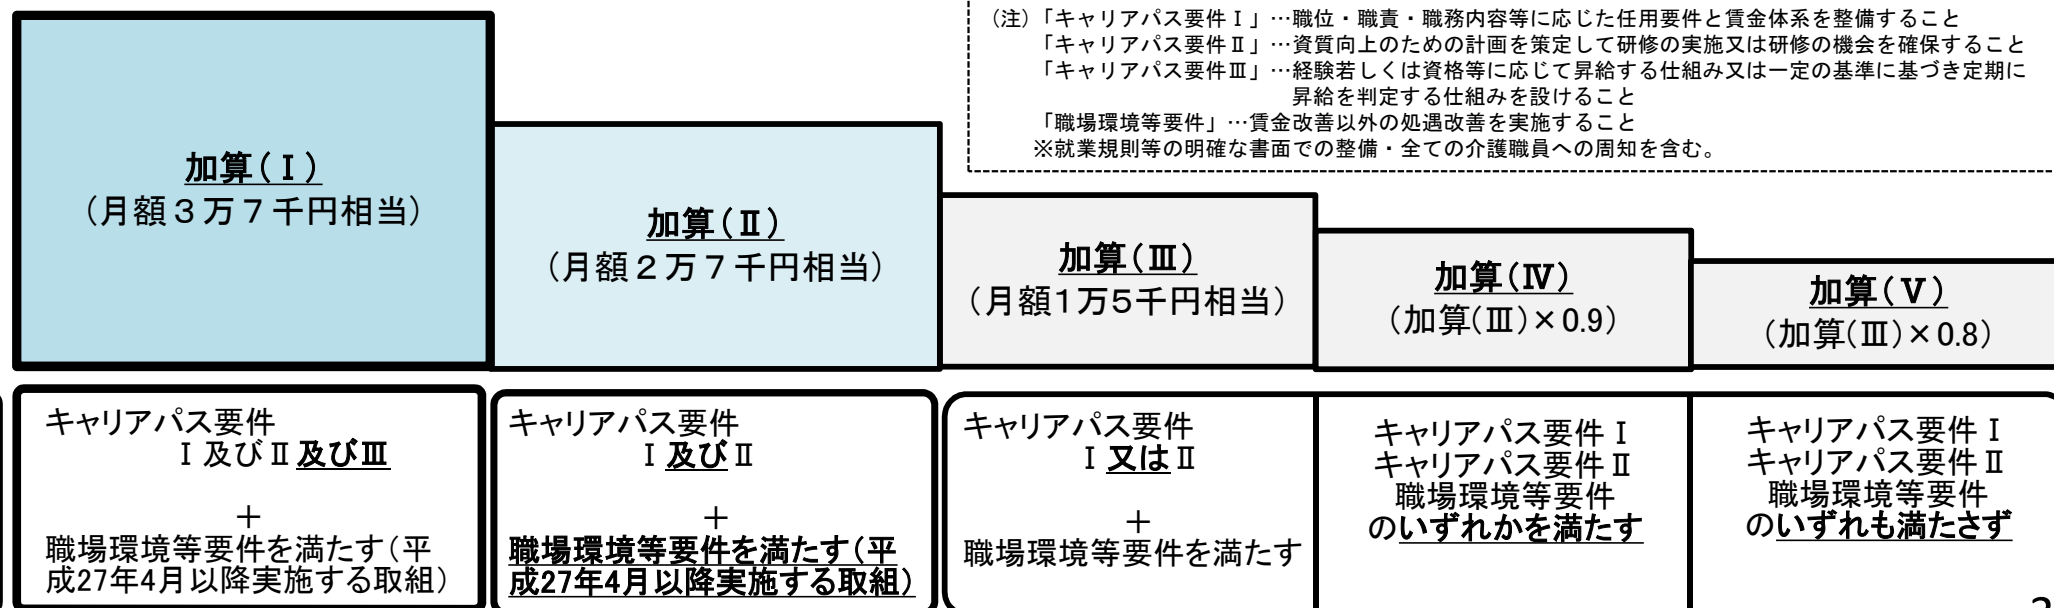 （注）「キャリアパス要件Ⅰ」…職位・職責・職務内容等に応じた任用要件と賃金体系を整備すること
「キャリアパス要件Ⅱ」…資質向上のための計画を策定して研修の実施又は研修の機会を確保すること
「キャリアパス要件Ⅲ」…経験若しくは資格等に応じて昇給する仕組み又は一定の基準に基づき定期に
昇給を判定する仕組みを設けること
「職場環境等要件」…賃金改善以外の処遇改善を実施すること
※就業規則等の明確な書面での整備・全ての介護職員への周知を含む。
加算（Ⅰ）
（月額３万７千円相当）
加算（Ⅱ）
（月額２万７千円相当）
加算（Ⅲ）
（月額1万5千円相当）
加算（Ⅳ）
（加算(Ⅲ)×0.9）
加算（Ⅴ）
（加算(Ⅲ)×0.8）
キャリアパス要件
Ⅰ及びⅡ及びⅢ
＋
職場環境等要件を満たす（平
成27年4月以降実施する取組）
キャリアパス要件
Ⅰ及びⅡ
＋
職場環境等要件を満たす（平
成27年4月以降実施する取組）
キャリアパス要件
Ⅰ又はⅡ
＋
職場環境等要件を満たす
キャリアパス要件Ⅰ
キャリアパス要件Ⅱ
職場環境等要件
のいずれかを満たす
キャリアパス要件Ⅰ
キャリアパス要件Ⅱ
職場環境等要件
のいずれも満たさず